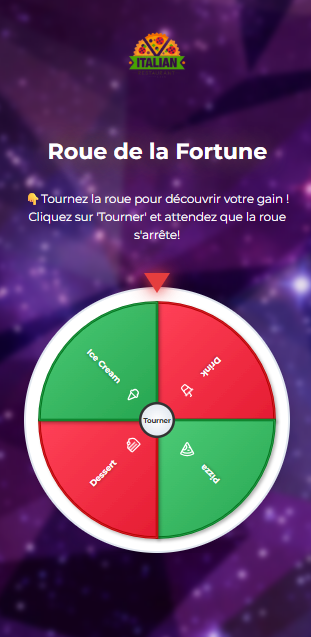 ITALIAN
Roue de la Fortune
👇Tournez la roue pour découvrir votre gain !
Cliquez sur 'Tourner' et attendez que la roue
s'arrête!
Ice Cream
Drink
Tourner
Dessert
Pizza